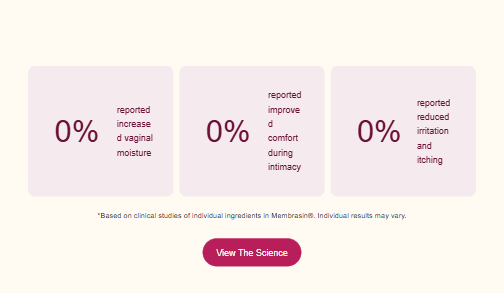 0%
reported
increase
d vaginal
moisture
0%
reported
improve
d
comfort
during
intimacy
0%
reported
reduced
irritation
and
itching
*Based on clinical studies of individual ingredients in Membrasin®. Individual results may vary.
View The Science